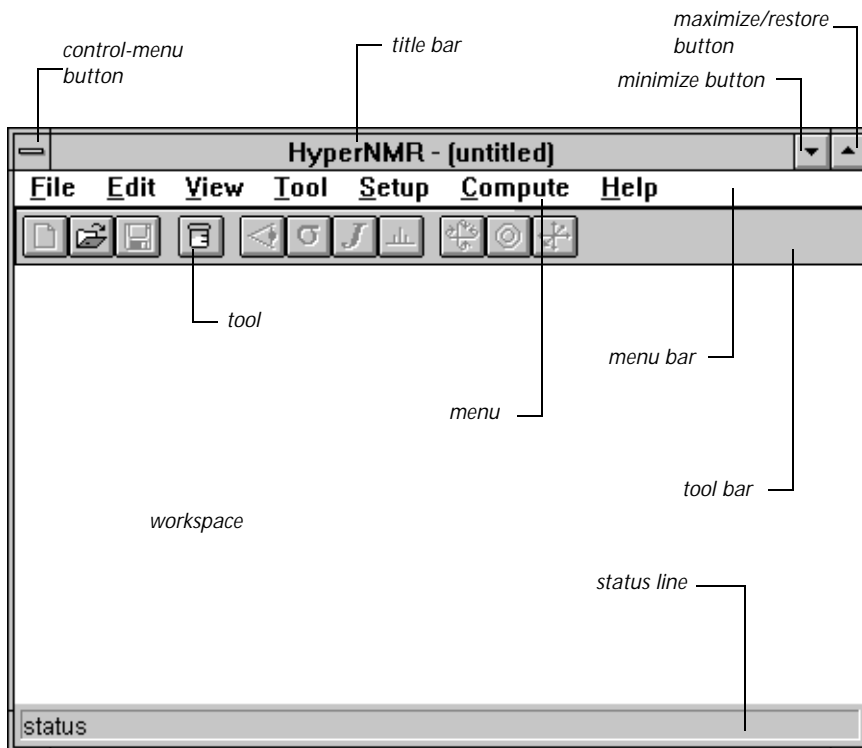 maximize/restore
button
control-menu
button
title bar
minimize button
HyperNMR - (untitled)
File Edit View Tool Setup Compute Help
σ J
tool
menu bar
menu
tool bar
workspace
status line
status